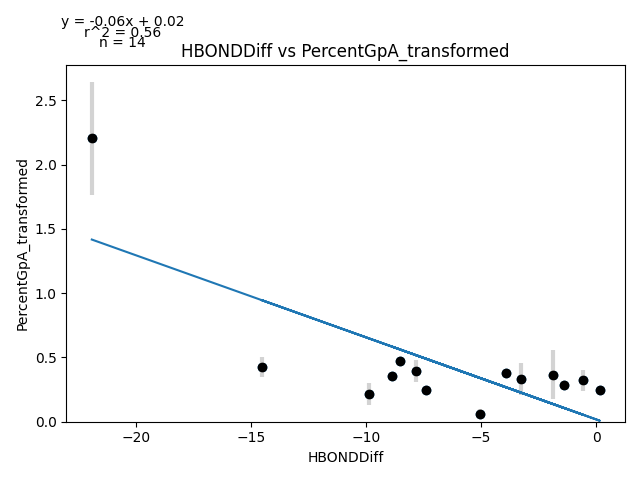 y = -0.06x + 0.02
r^2 = 0.56
n = 14
HBONDDiff vs PercentGpA_transformed
PercentGpA_transformed
2.5
2.0
1.5
1.0
0.5
0.0
−20
−15
−10
−5
0
HBONDDiff